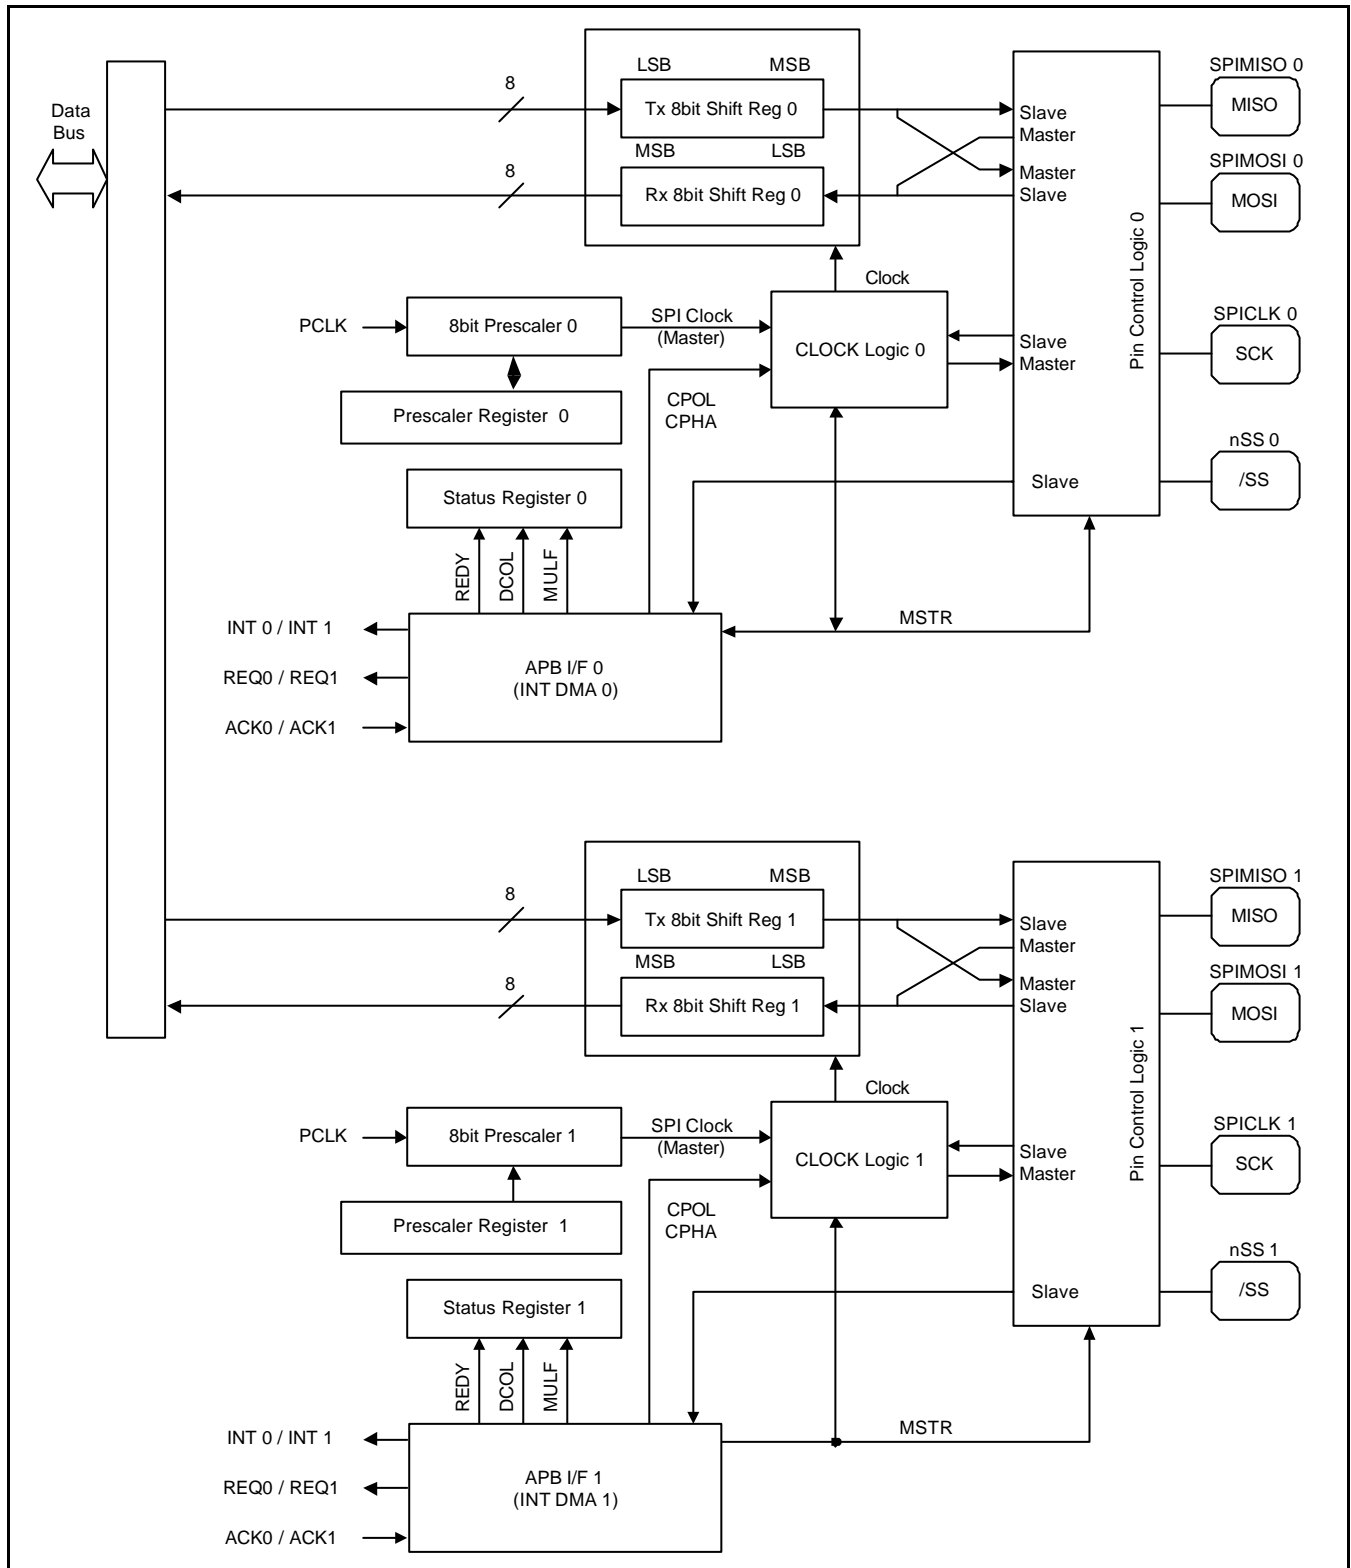 Data
Bus
8
8
LSB MSB
Tx 8bit Shift Reg 0
MSB LSB
Rx 8bit Shift Reg 0
Slave
Master
Master
Slave
SPIMISO 0
MISO
SPIMOSI 0
MOSI
Pin Control Logic 0
Clock
PCLK
8bit Prescaler 0
SPI Clock
(Master)
CLOCK Logic 0
Slave
Master
SPICLK 0
SCK
Prescaler Register 0
CPOL
CPHA
nSS 0
/SS
Slave
Status Register 0
REDY
DCOL
MULF
MSTR
INT 0 / INT 1
REQ0 / REQ1
ACK0 / ACK1
APB I/F 0
(INT DMA 0)
8
8
LSB MSB
Tx 8bit Shift Reg 1
MSB LSB
Rx 8bit Shift Reg 1
Slave
Master
Master
Slave
SPIMISO 1
MISO
SPIMOSI 1
MOSI
Pin Control Logic 1
Clock
PCLK
8bit Prescaler 1
SPI Clock
(Master)
CLOCK Logic 1
Slave
Master
SPICLK 1
SCK
Prescaler Register 1
CPOL
CPHA
nSS 1
/SS
Slave
Status Register 1
REDY
DCOL
MULF
MSTR
INT 0 / INT 1
REQ0 / REQ1
ACK0 / ACK1
APB I/F 1
(INT DMA 1)